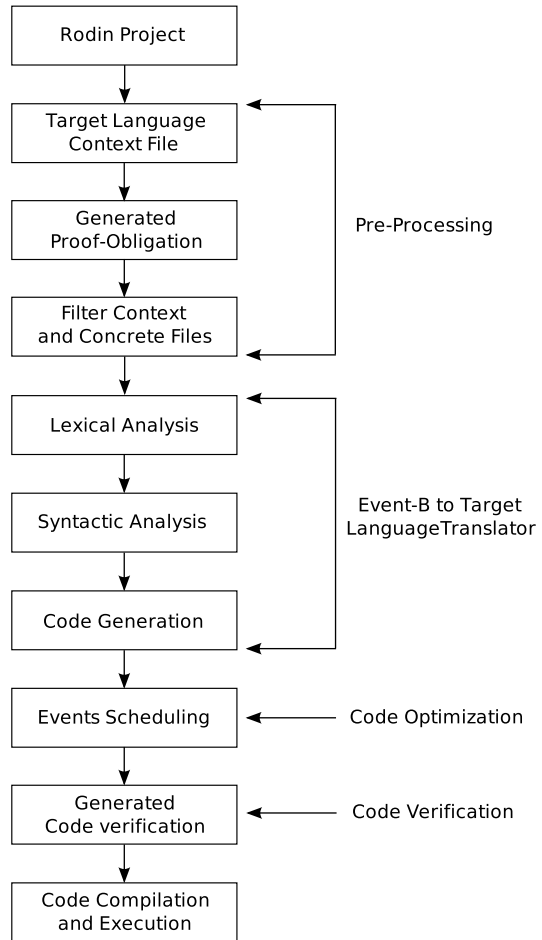 Rodin Project
Target Language
Context File
Generated
Proof-Obligation
Pre-Processing
Filter Context
and Concrete Files
Lexical Analysis
Syntactic Analysis
Event-B to Target
LanguageTranslator
Code Generation
Events Scheduling
Code Optimization
Generated
Code verification
Code Verification
Code Compilation
and Execution